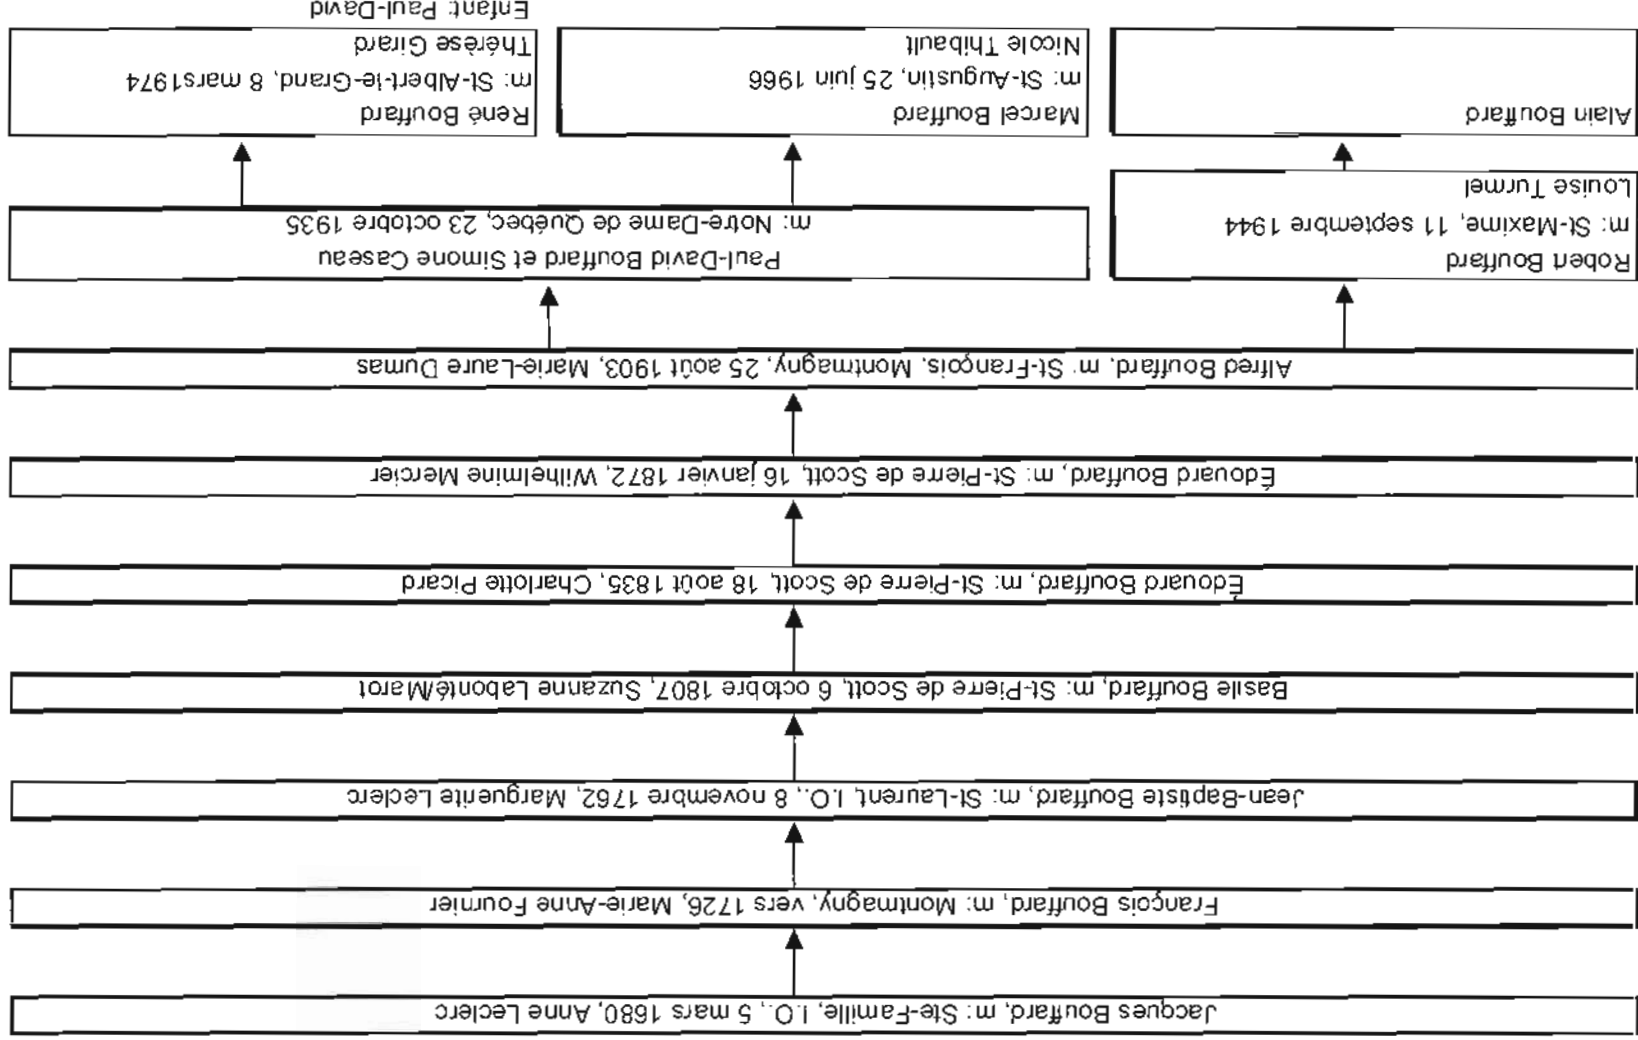 Jacques Bouffard, m: Ste-Famille, I.O., 5 mars 1680, Anne Leclerc
François Bouffard, m: Montmagny, vers 1726, Marie-Anne Fournier
Jean-Baptiste Bouffard, m: St-Laurent, I.O., 8 novembre 1762, Marguerite Leclerc
Basile Bouffard, m: St-Pierre de Scott, 6 octobre 1807, Suzanne Labonté/Marot
Édouard Bouffard, m: St-Pierre de Scott, 18 août 1835, Charlotte Picard
Édouard Bouffard, m: St-Pierre de Scott, 16 janvier 1872, Wilhelmine Mercier
Alfred Bouffard, m: St-François, Montmagny, 25 août 1903, Marie-Laure Dumas
Robert Bouffard
m: St-Maxime, 11 septembre 1944
Louise Turmel
Paul-David Bouffard et Simone Caseau
m: Notre-Dame de Québec, 23 octobre 1935
Alain Bouffard
Marcel Bouffard
m: St-Augustin, 25 juin 1966
Nicole Thibault
René Bouffard
m: St-Albert-le-Grand, 8 mars1974
Thérèse Girard
Enfant: Paul-David